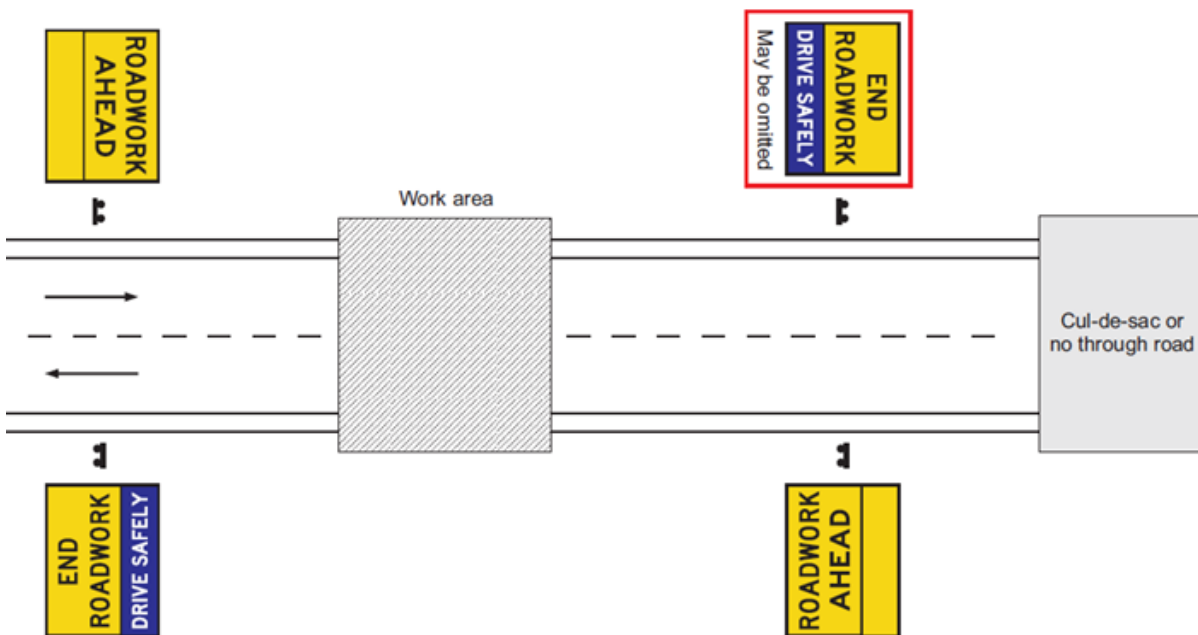 ROADWORK
AHEAD
END
ROADWORK
DRIVE SAFELY
May be omitted
Work area
Cul-de-sac or
no through road
END
ROADWORK
DRIVE SAFELY
ROADWORK
AHEAD